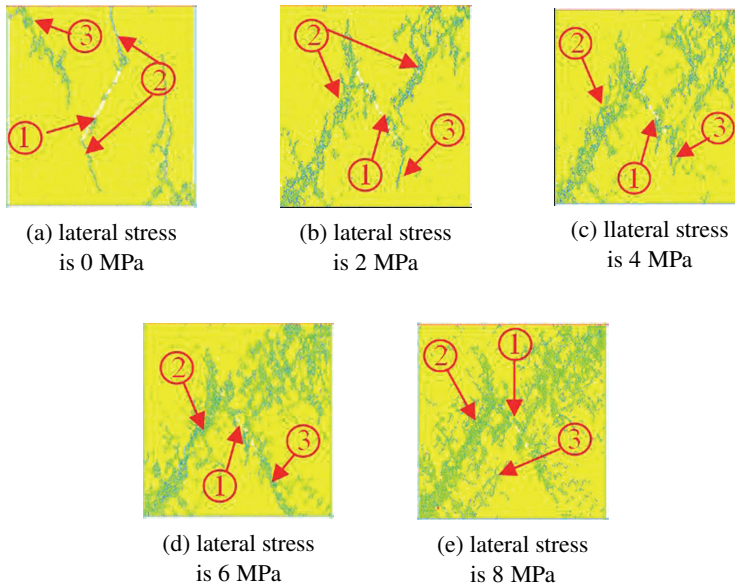 ③
②
①
(a) lateral stress
is 0 MPa
②
③
①
(b) lateral stress
is 2 MPa
②
③
①
(c) llateral stress
is 4 MPa
②
③
①
(d) lateral stress
is 6 MPa
①
②
③
(e) lateral stress
is 8 MPa